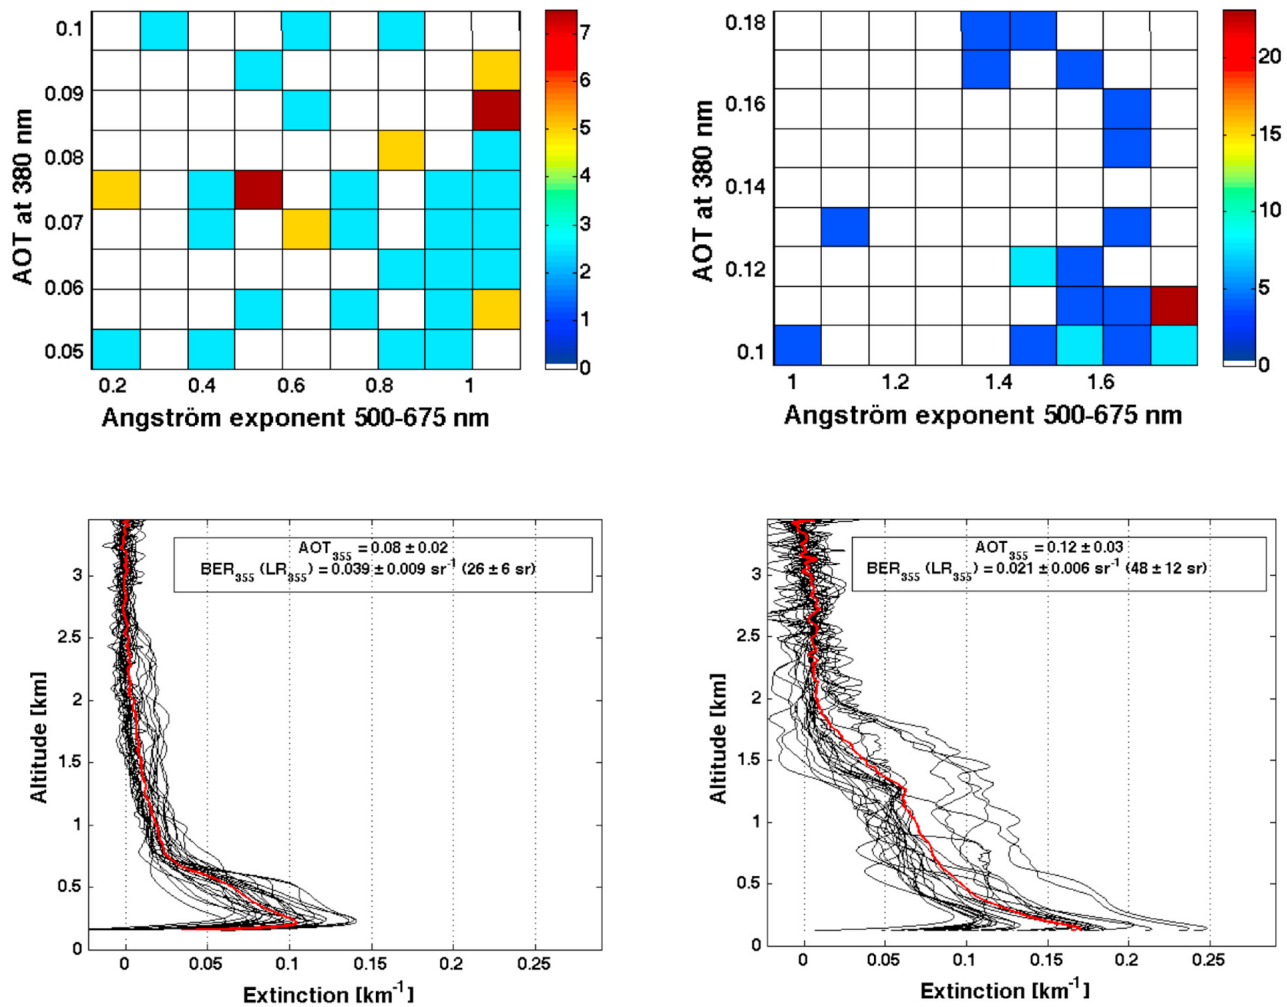 0.1
0.09
0.08
0.07
0.06
0.05
AOT at 380 nm
0.2 0.4 0.6 0.8 1
Angström exponent 500-675 nm
7
6
5
4
3
2
1
0
0.18
0.16
0.14
0.12
0.1
AOT at 380 nm
1 1.2 1.4 1.6
Angström exponent 500-675 nm
20
15
10
5
0
AOT355 = 0.08 ± 0.02
BER355 (LR355) = 0.039 ± 0.009 sr-1 (26 ± 6 sr)
3
2.5
2
1.5
1
0.5
0
Altitude [km]
0 0.05 0.1 0.15 0.2 0.25
Extinction [km-1]
AOT355 = 0.12 ± 0.03
BER355 (LR355) = 0.021 ± 0.006 sr-1 (48 ± 12 sr)
3
2.5
2
1.5
1
0.5
0
Altitude [km]
0 0.05 0.1 0.15 0.2 0.25
Extinction [km-1]